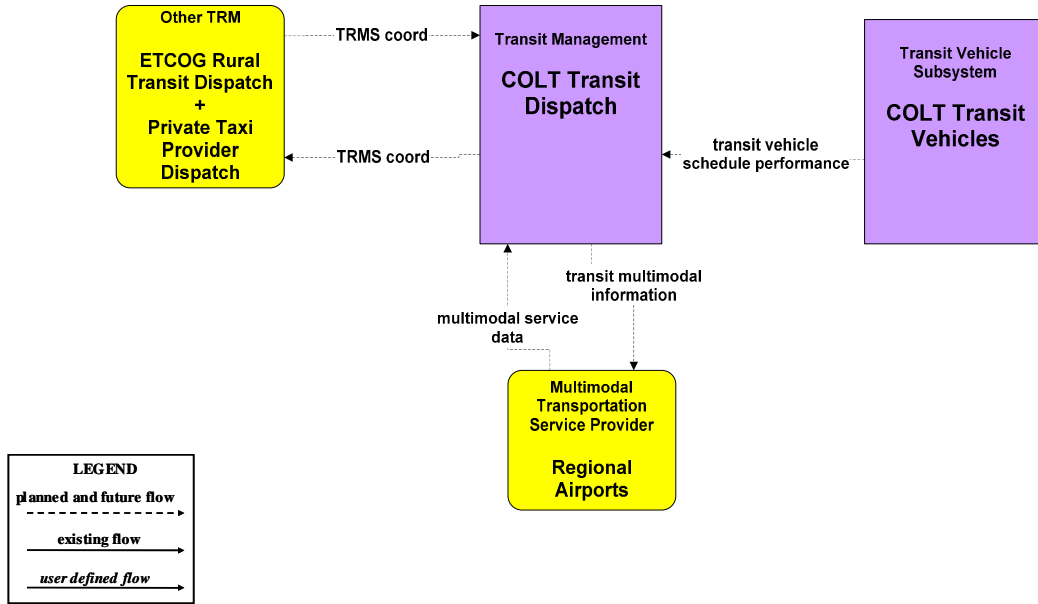 Other TRM
ETCOG Rural
Transit Dispatch
+
Private Taxi
Provider
Dispatch
TRMS coord
TRMS coord
Transit Management
COLT Transit
Dispatch
transit vehicle
schedule performance
Transit Vehicle
Subsystem
COLT Transit
Vehicles
transit multimodal
information
multimodal service
data
Multimodal
Transportation
Service Provider
Regional
Airports
LEGEND
planned and future flow
existing flow
user defined flow